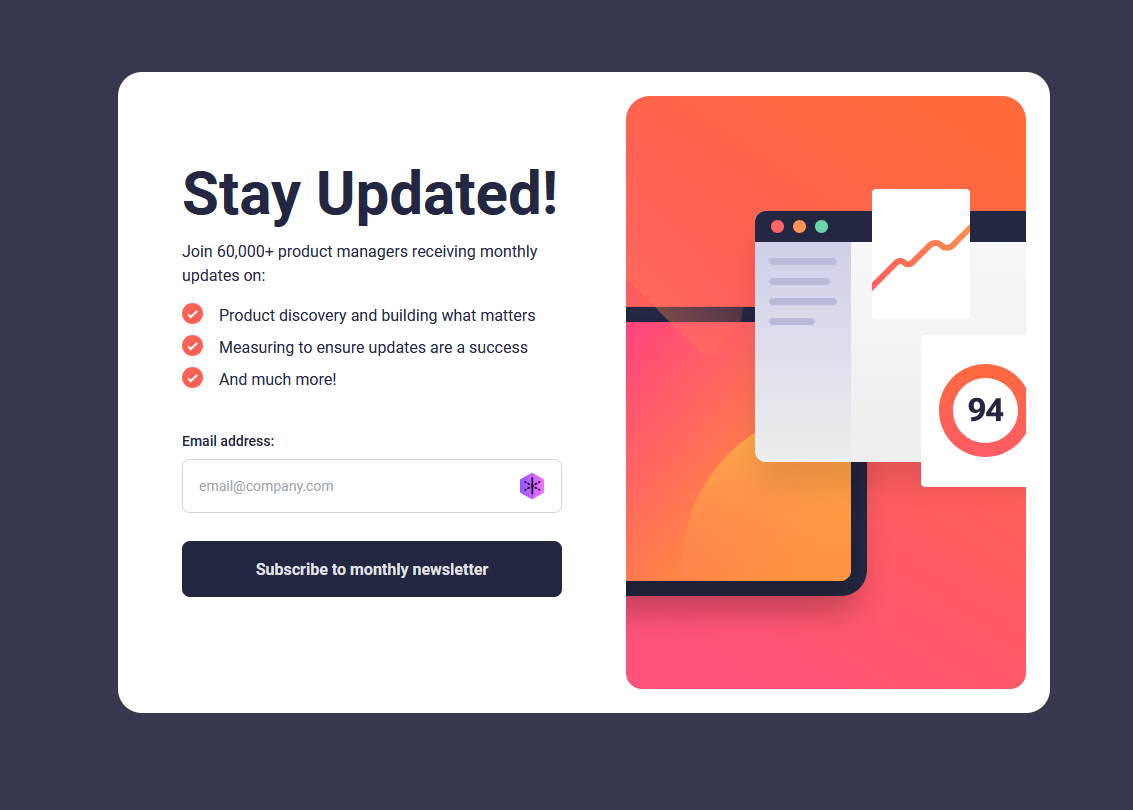 Stay Updated!
Join 60,000+ product managers receiving monthly
updates on:
Product discovery and building what matters
Measuring to ensure updates are a success
And much more!
Email address:
email@company.com
Subscribe to monthly newsletter
94